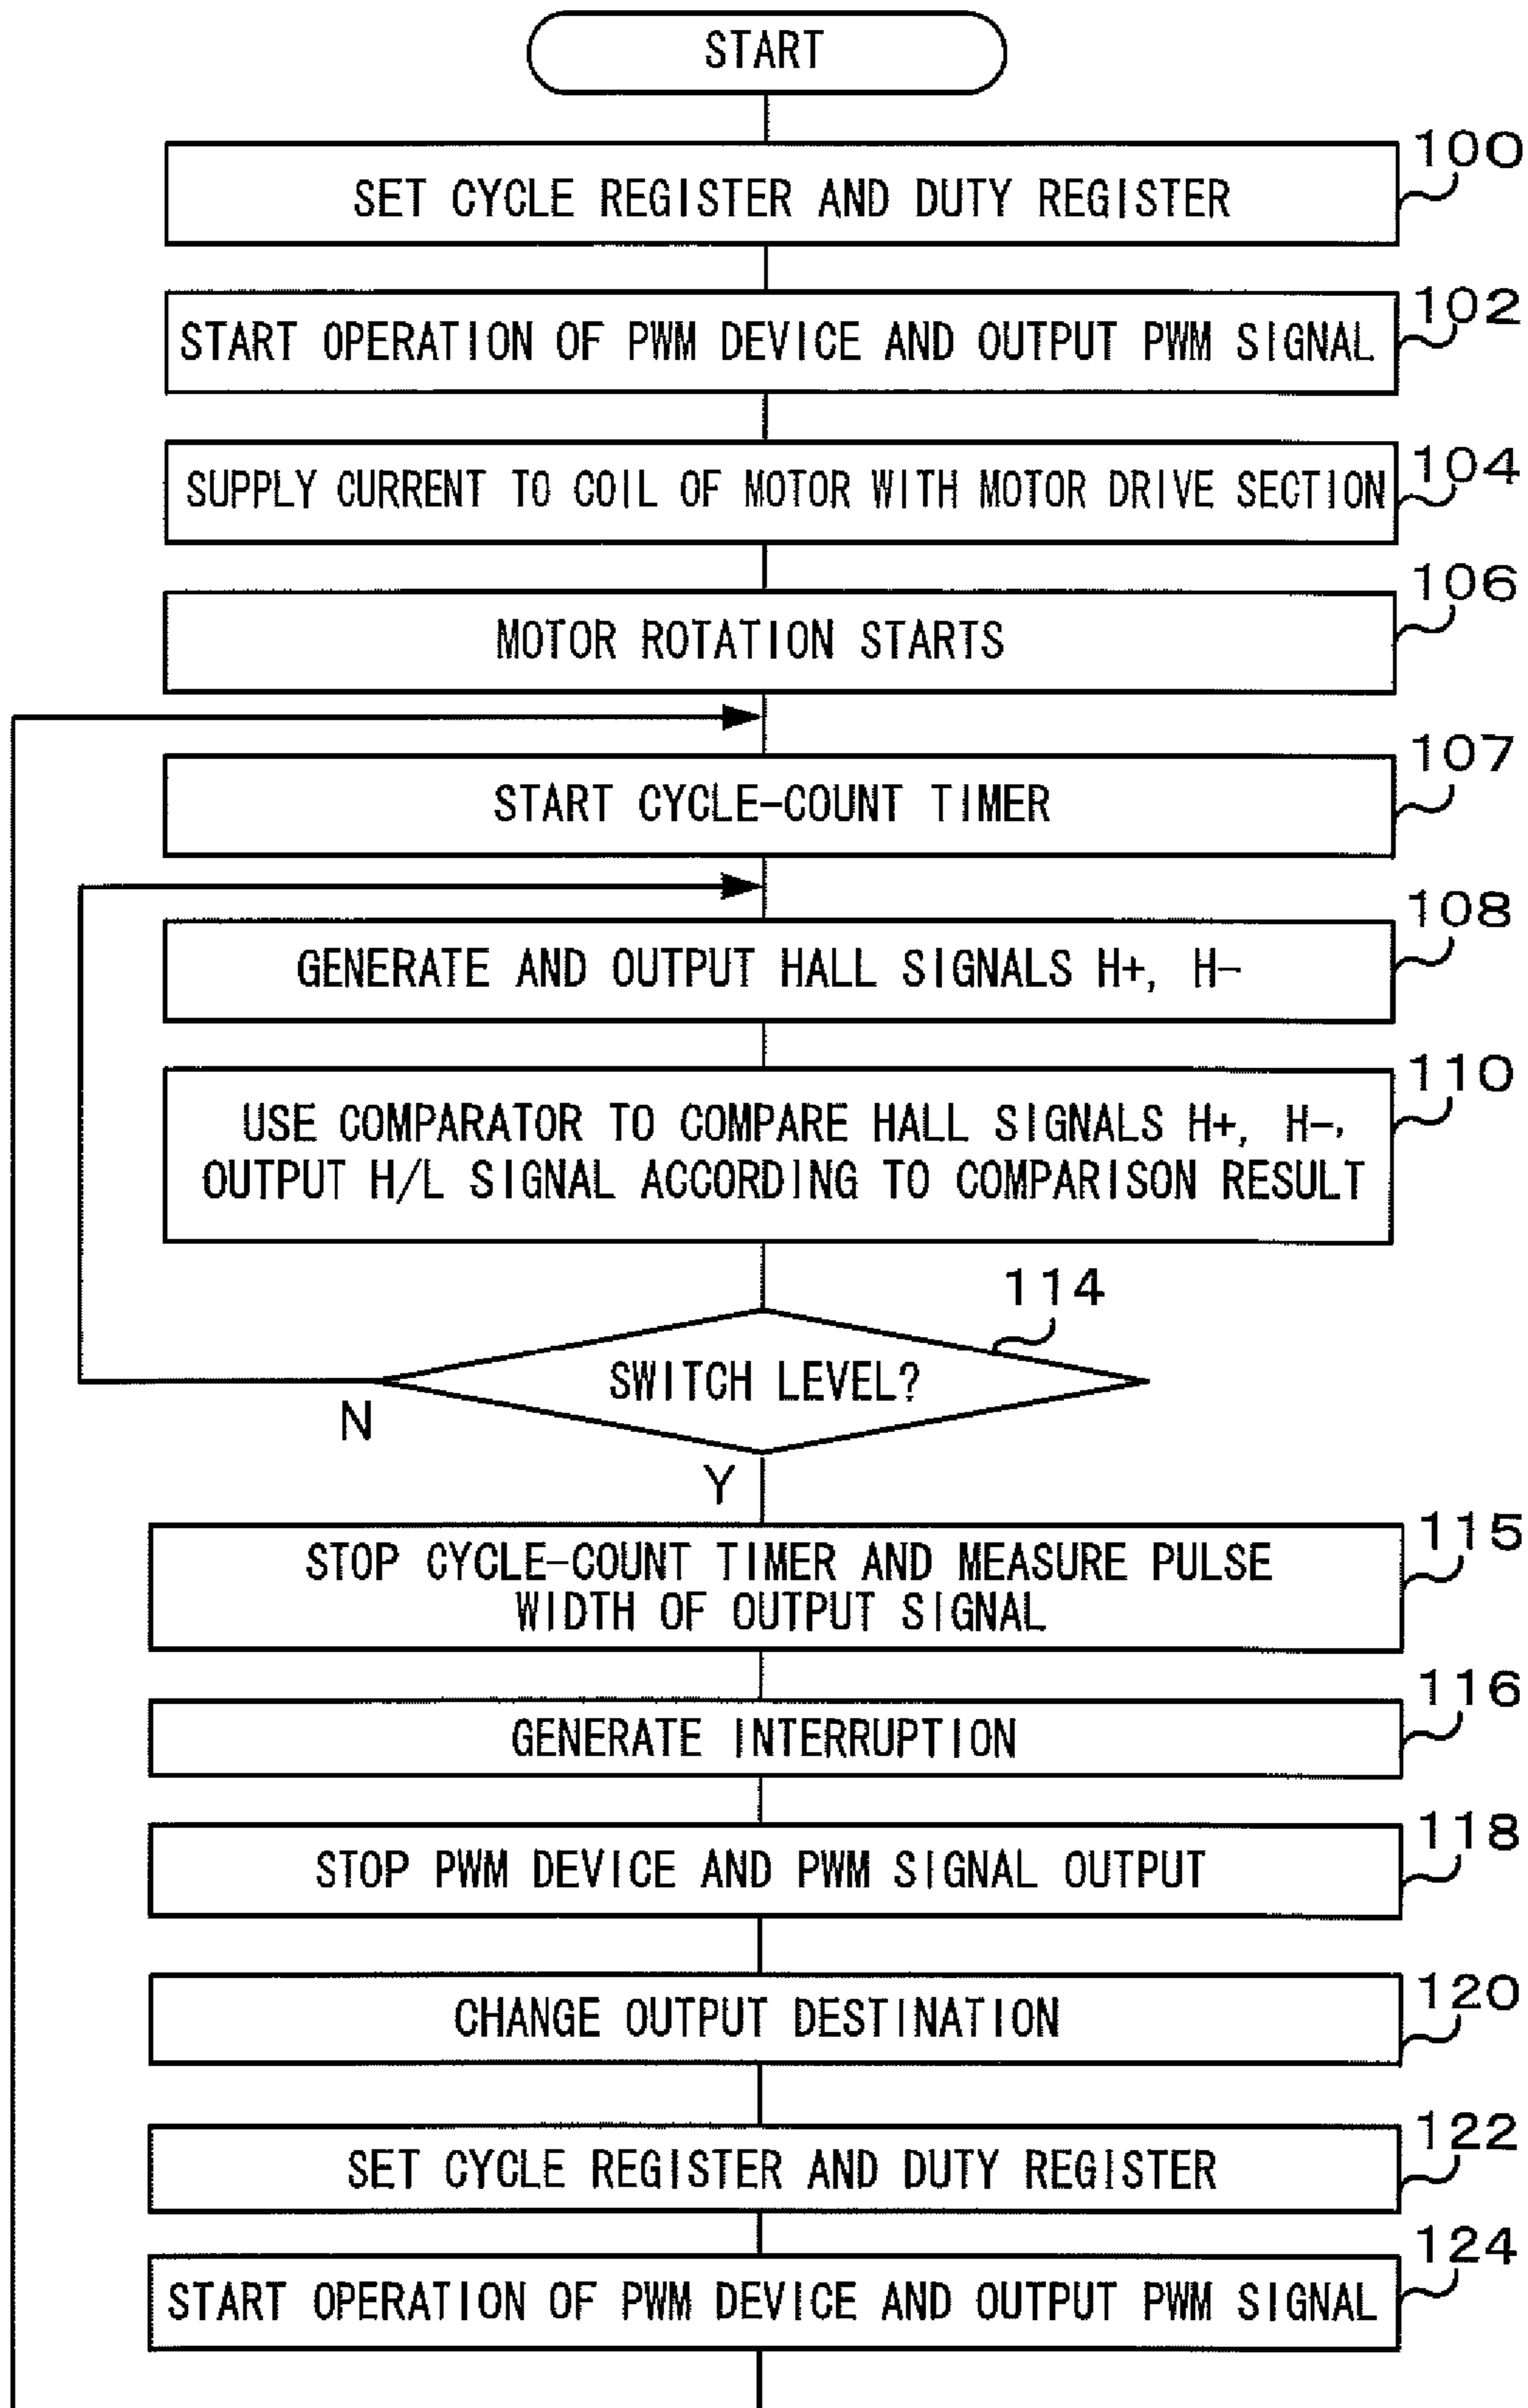 START
100
SET CYCLE REGISTER AND DUTY REGISTER
102
START OPERATION OF PWM DEVICE AND OUTPUT PWM SIGNAL
104
SUPPLY CURRENT TO COIL OF MOTOR WITH MOTOR DRIVE SECTION
106
MOTOR ROTATION STARTS
107
START CYCLE-COUNT TIMER
108
GENERATE AND OUTPUT HALL SIGNALS H+, H-
110
USE COMPARATOR TO COMPARE HALL SIGNALS H+, H-,
OUTPUT H/L SIGNAL ACCORDING TO COMPARISON RESULT
114
SWITCH LEVEL?
N
Y
115
STOP CYCLE-COUNT TIMER AND MEASURE PULSE
WIDTH OF OUTPUT SIGNAL
116
GENERATE INTERRUPTION
118
STOP PWM DEVICE AND PWM SIGNAL OUTPUT
120
CHANGE OUTPUT DESTINATION
122
SET CYCLE REGISTER AND DUTY REGISTER
124
START OPERATION OF PWM DEVICE AND OUTPUT PWM SIGNAL